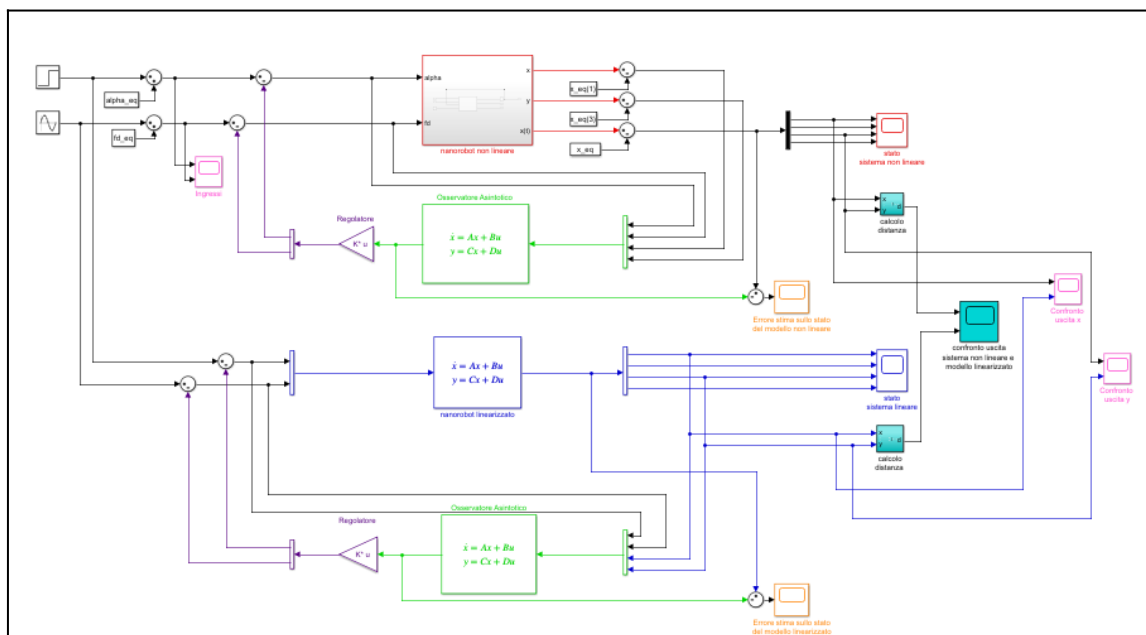 alpha_eq
fd_eq
Ingressi
alpha
fd
x
y
x(t)
nanorobot non lineare
x_eq(1)
x_eq(3)
x_eq
stato
sistema non lineare
x
y
d
calcolo
distanza
Osservatore Asintotico
Regolatore
K* u
ẋ = Ax + Bu
y = Cx + Du
Errore stima sullo stato
del modello non lineare
Confronto
uscita x
confronto uscita
sistema non lineare e
modello linearizzato
Confronto
uscita y
ẋ = Ax + Bu
y = Cx + Du
nanorobot linearizzato
stato
sistema lineare
x
y
d
calcolo
distanza
Osservatore Asintotico
Regolatore
K* u
ẋ = Ax + Bu
y = Cx + Du
Errore stima sullo stato
del modello linearizzato